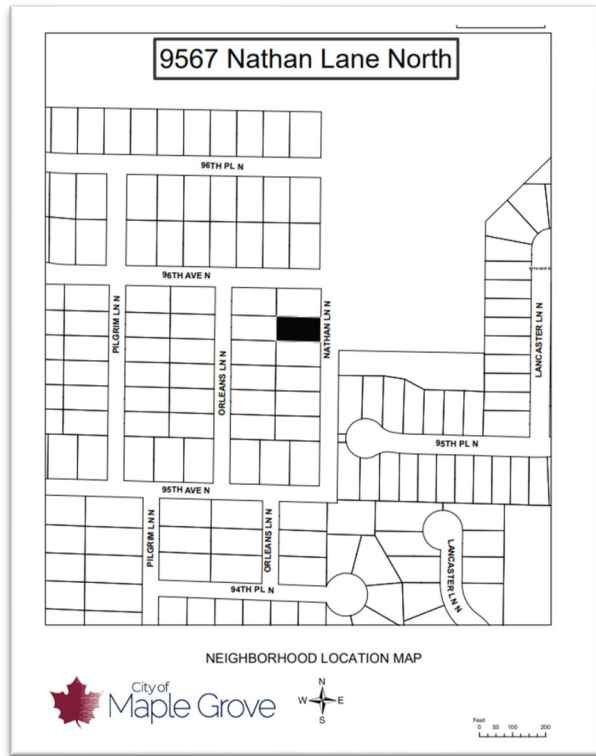 9567 Nathan Lane North
96TH PL N
96TH AVE N
PILGRIM LN N
ORLEANS LN N
NATHAN LN N
LANCASTER LN N
95TH PL N
95TH AVE N
PILGRIM LN N
ORLEANS LN N
LANCASTER LN N
94TH PL N
NEIGHBORHOOD LOCATION MAP
City of
Maple Grove
N
W E
S
Feet
0 50 100 200